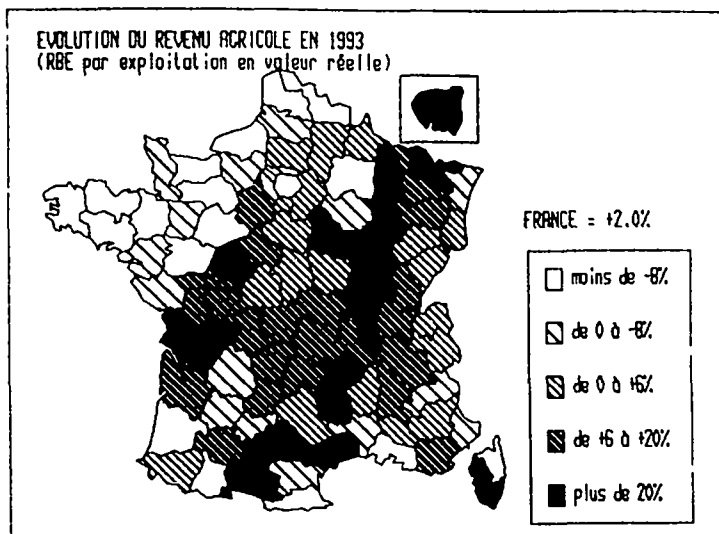 EVOLUTION DU REVENU AGRICOLE EN 1993
(RBE par exploitation en valeur réelle)
FRANCE = +2.0%
moins de -8%
de 0 à -8%
de 0 à +6%
de +6 à +20%
plus de 20%